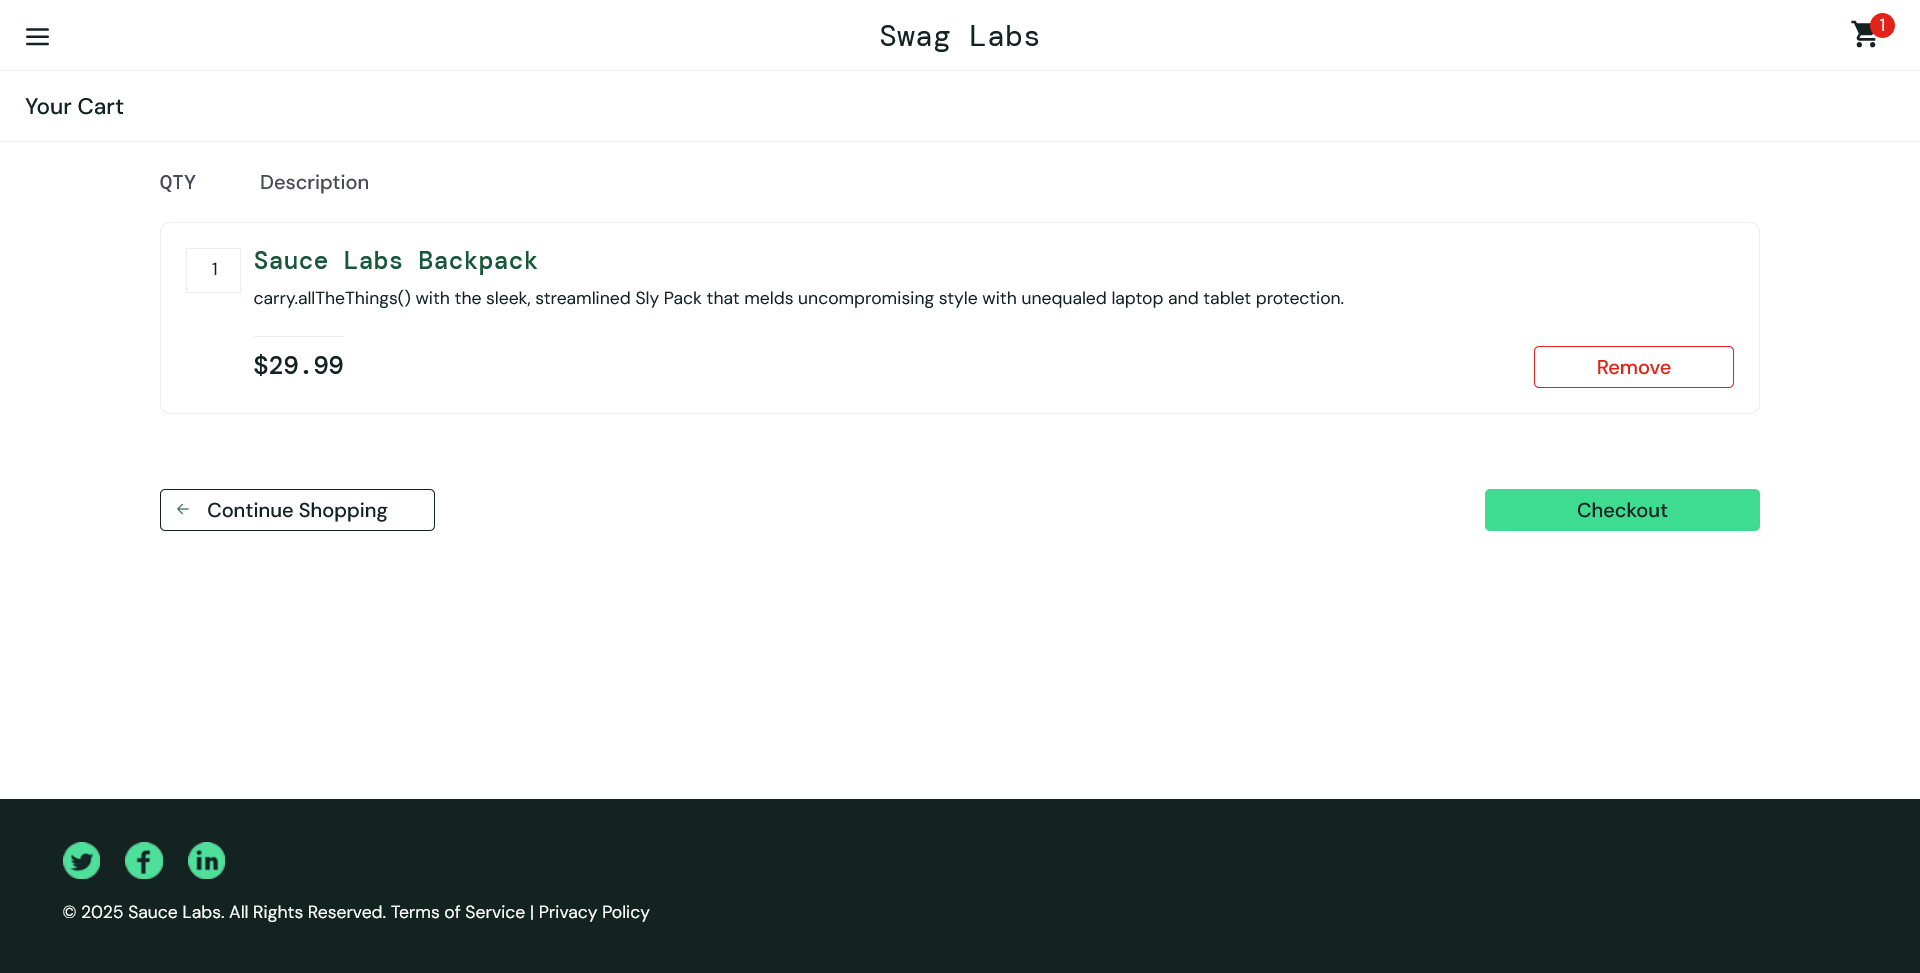 Swag Labs
1
Your Cart
QTY Description
1
Sauce Labs Backpack
carry.allTheThings() with the sleek, streamlined Sly Pack that melds uncompromising style with unequaled laptop and tablet protection.
$29.99
Remove
Continue Shopping
Checkout
© 2025 Sauce Labs. All Rights Reserved. Terms of Service | Privacy Policy